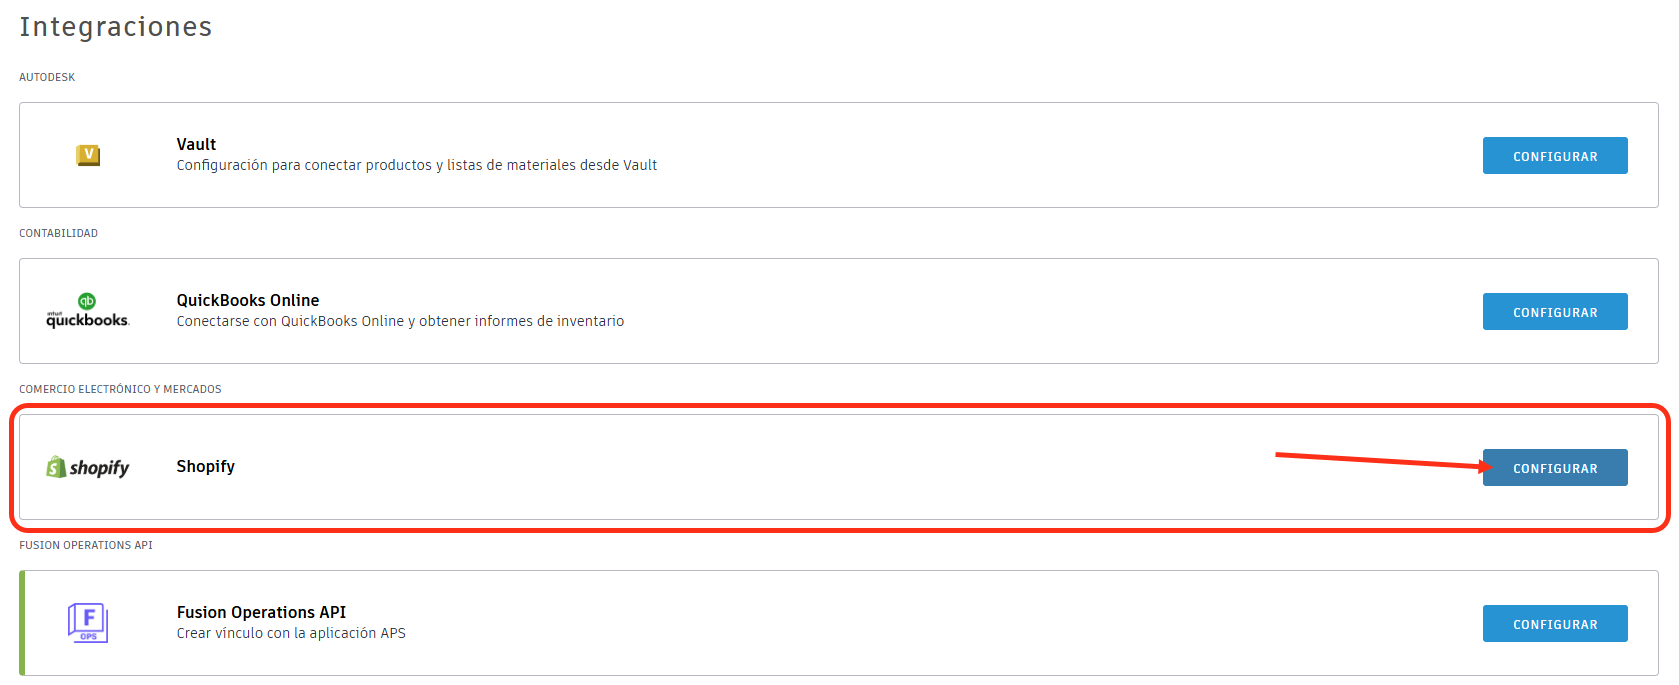 Integraciones
AUTODESK
V
Vault
Configuración para conectar productos y listas de materiales desde Vault
CONFIGURAR
CONTABILIDAD
qb
intuit
quickbooks.
QuickBooks Online
Conectarse con QuickBooks Online y obtener informes de inventario
CONFIGURAR
COMERCIO ELECTRÓNICO Y MERCADOS
S
shopify
Shopify
CONFIGURAR
FUSION OPERATIONS API
F
OPS
Fusion Operations API
Crear vínculo con la aplicación APS
CONFIGURAR